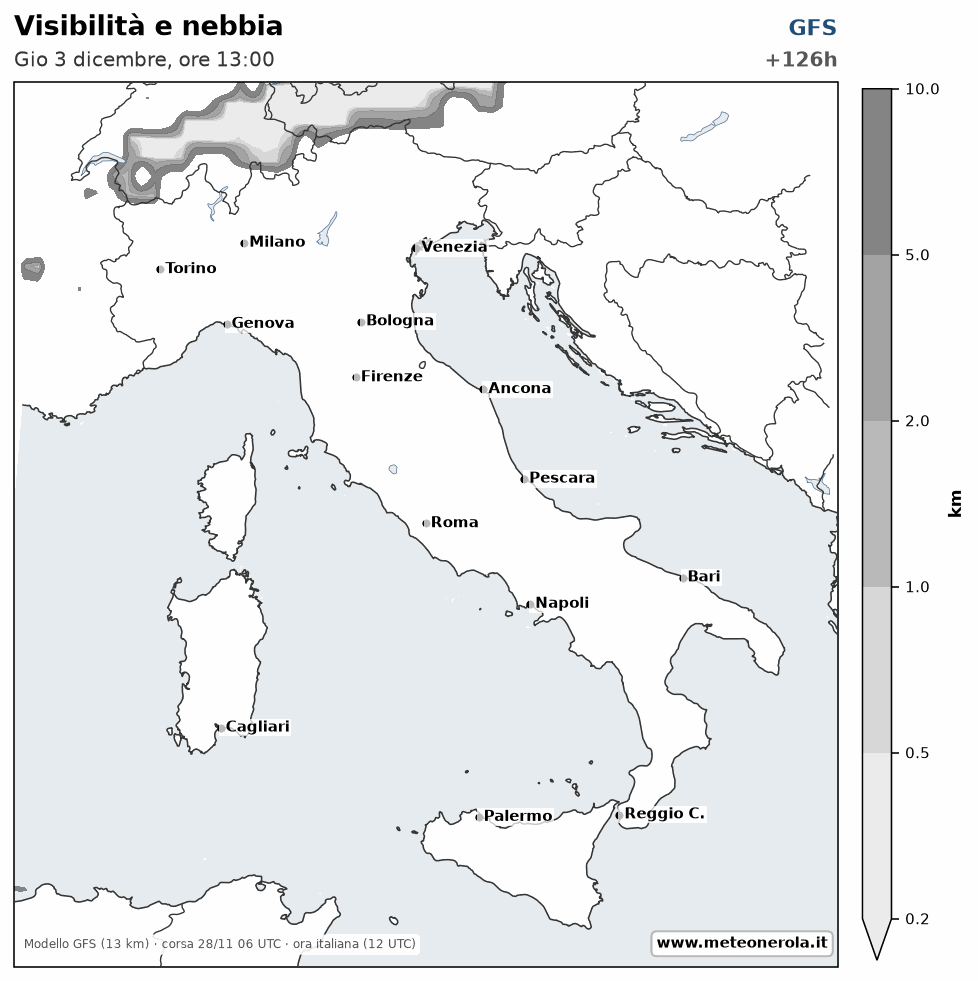 Visibilità e nebbia
GFS
Gio 3 dicembre, ore 13:00
+126h
10.0
5.0
2.0
1.0
0.5
0.2
km
Milano
Venezia
Torino
Genova
Bologna
Firenze
Ancona
Pescara
Roma
Bari
Napoli
Cagliari
Palermo
Reggio C.
Modello GFS (13 km) · corsa 28/11 06 UTC · ora italiana (12 UTC)
www.meteonerola.it